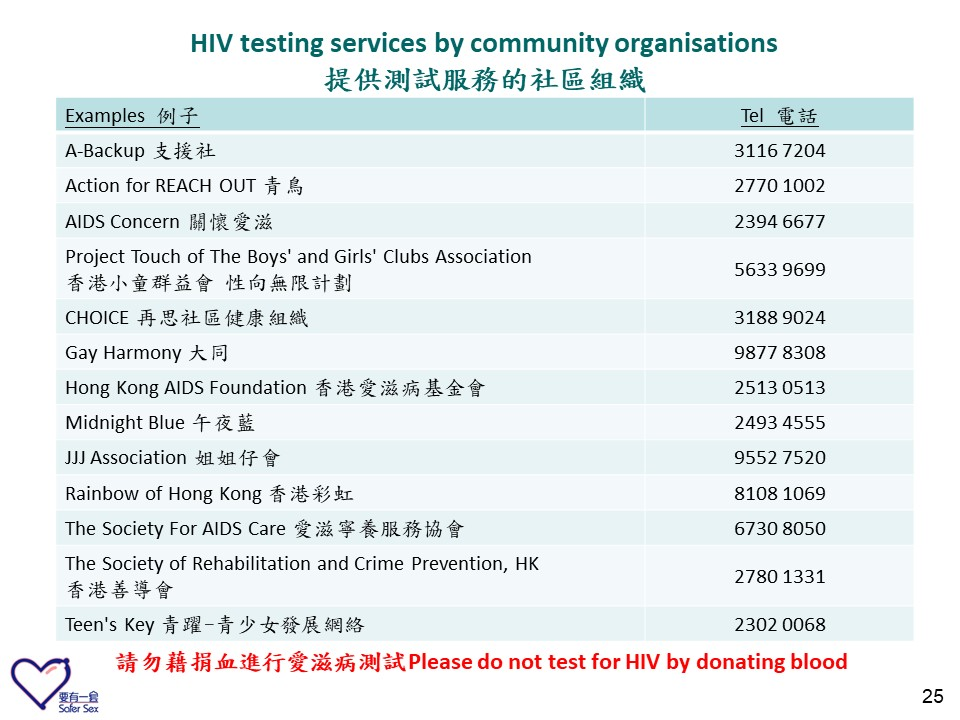 HIV testing services by community organisations
提供測試服務的社區組織
Examples 例子 Tel 電話
A-Backup 支援社 3116 7204
Action for REACH OUT 青鳥 2770 1002
AIDS Concern 關懷愛滋 2394 6677
Project Touch of The Boys' and Girls' Clubs Association
香港小童群益會 性向無限計劃 5633 9699
CHOICE 再思社區健康組織 3188 9024
Gay Harmony 大同 9877 8308
Hong Kong AIDS Foundation 香港愛滋病基金會 2513 0513
Midnight Blue 午夜藍 2493 4555
JJJ Association 姐姐仔會 9552 7520
Rainbow of Hong Kong 香港彩虹 8108 1069
The Society For AIDS Care 愛滋寧養服務協會 6730 8050
The Society of Rehabilitation and Crime Prevention, HK
香港善導會 2780 1331
Teen's Key 青躍-青少女發展網絡 2302 0068
請勿藉捐血進行愛滋病測試Please do not test for HIV by donating blood
要有一套
Safer Sex
25